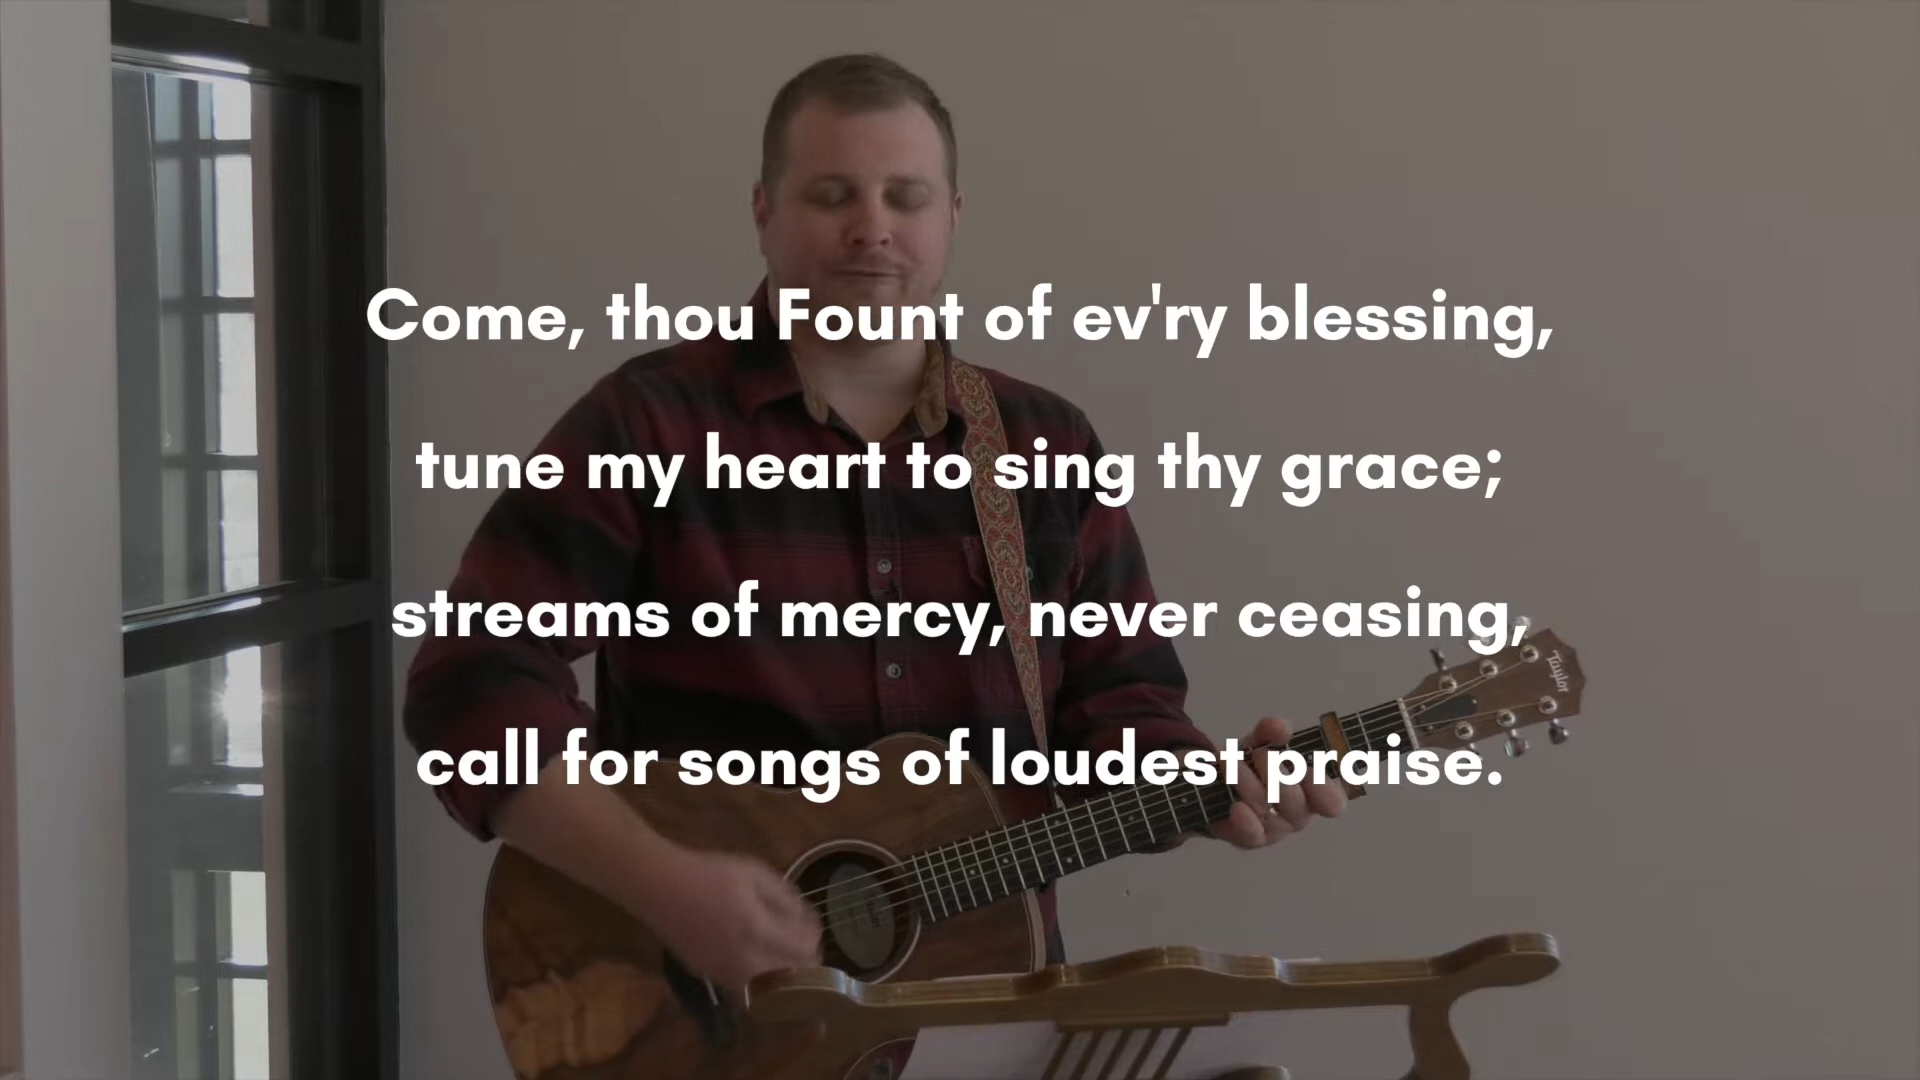 Come, thou Fount of ev'ry blessing,
tune my heart to sing thy grace;
streams of mercy, never ceasing,
call for songs of loudest praise.
Taylor